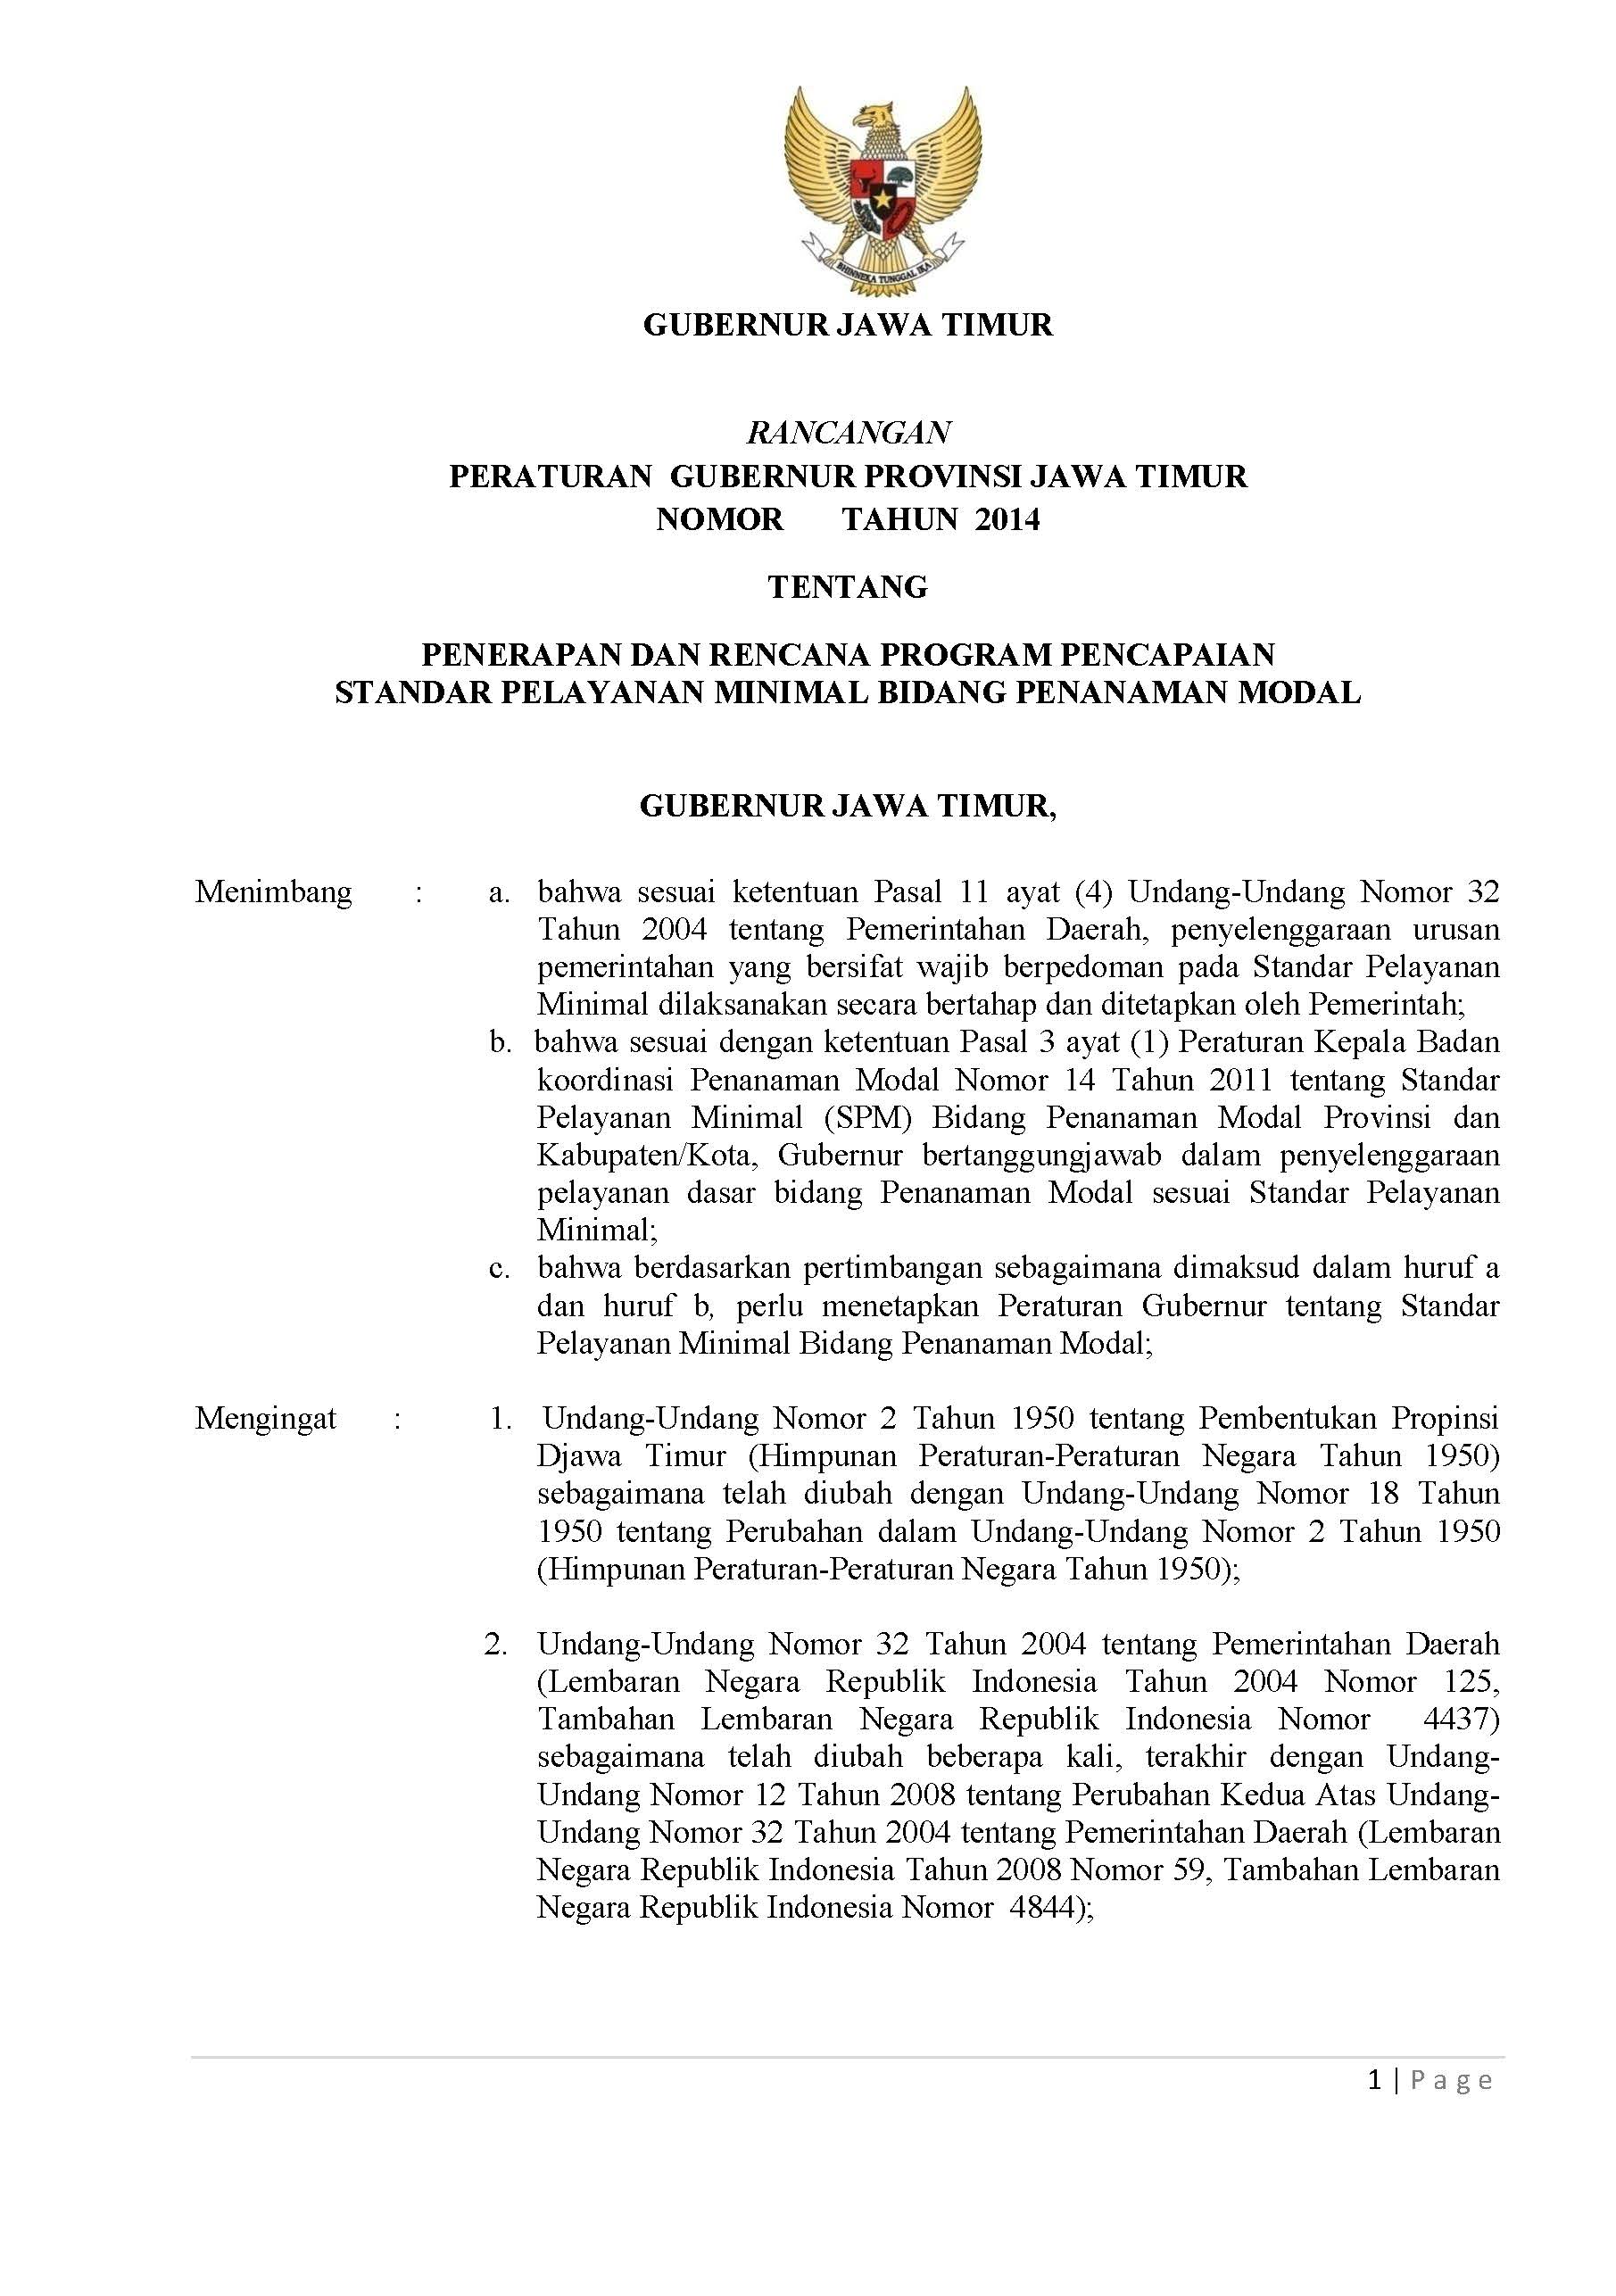 BHINNEKA TUNGGAL IKA
GUBERNUR JAWA TIMUR
RANCANGAN
PERATURAN  GUBERNUR PROVINSI JAWA TIMUR
NOMOR      TAHUN  2014
TENTANG
PENERAPAN DAN RENCANA PROGRAM PENCAPAIAN
STANDAR PELAYANAN MINIMAL BIDANG PENANAMAN MODAL
GUBERNUR JAWA TIMUR,
Menimbang : a. bahwa sesuai ketentuan Pasal 11 ayat (4) Undang-Undang Nomor 32
Tahun 2004 tentang Pemerintahan Daerah, penyelenggaraan urusan
pemerintahan yang bersifat wajib berpedoman pada Standar Pelayanan
Minimal dilaksanakan secara bertahap dan ditetapkan oleh Pemerintah;
b. bahwa sesuai dengan ketentuan Pasal 3 ayat (1) Peraturan Kepala Badan
koordinasi Penanaman Modal Nomor 14 Tahun 2011 tentang Standar
Pelayanan Minimal (SPM) Bidang Penanaman Modal Provinsi dan
Kabupaten/Kota, Gubernur bertanggungjawab dalam penyelenggaraan
pelayanan dasar bidang Penanaman Modal sesuai Standar Pelayanan
Minimal;
c. bahwa berdasarkan pertimbangan sebagaimana dimaksud dalam huruf a
dan huruf b, perlu menetapkan Peraturan Gubernur tentang Standar
Pelayanan Minimal Bidang Penanaman Modal;
Mengingat : 1. Undang-Undang Nomor 2 Tahun 1950 tentang Pembentukan Propinsi
Djawa Timur (Himpunan Peraturan-Peraturan Negara Tahun 1950)
sebagaimana telah diubah dengan Undang-Undang Nomor 18 Tahun
1950 tentang Perubahan dalam Undang-Undang Nomor 2 Tahun 1950
(Himpunan Peraturan-Peraturan Negara Tahun 1950);
2. Undang-Undang Nomor 32 Tahun 2004 tentang Pemerintahan Daerah
(Lembaran Negara Republik Indonesia Tahun 2004 Nomor 125,
Tambahan Lembaran Negara Republik Indonesia Nomor 4437)
sebagaimana telah diubah beberapa kali, terakhir dengan Undang-
Undang Nomor 12 Tahun 2008 tentang Perubahan Kedua Atas Undang-
Undang Nomor 32 Tahun 2004 tentang Pemerintahan Daerah (Lembaran
Negara Republik Indonesia Tahun 2008 Nomor 59, Tambahan Lembaran
Negara Republik Indonesia Nomor 4844);
1 | P a g e